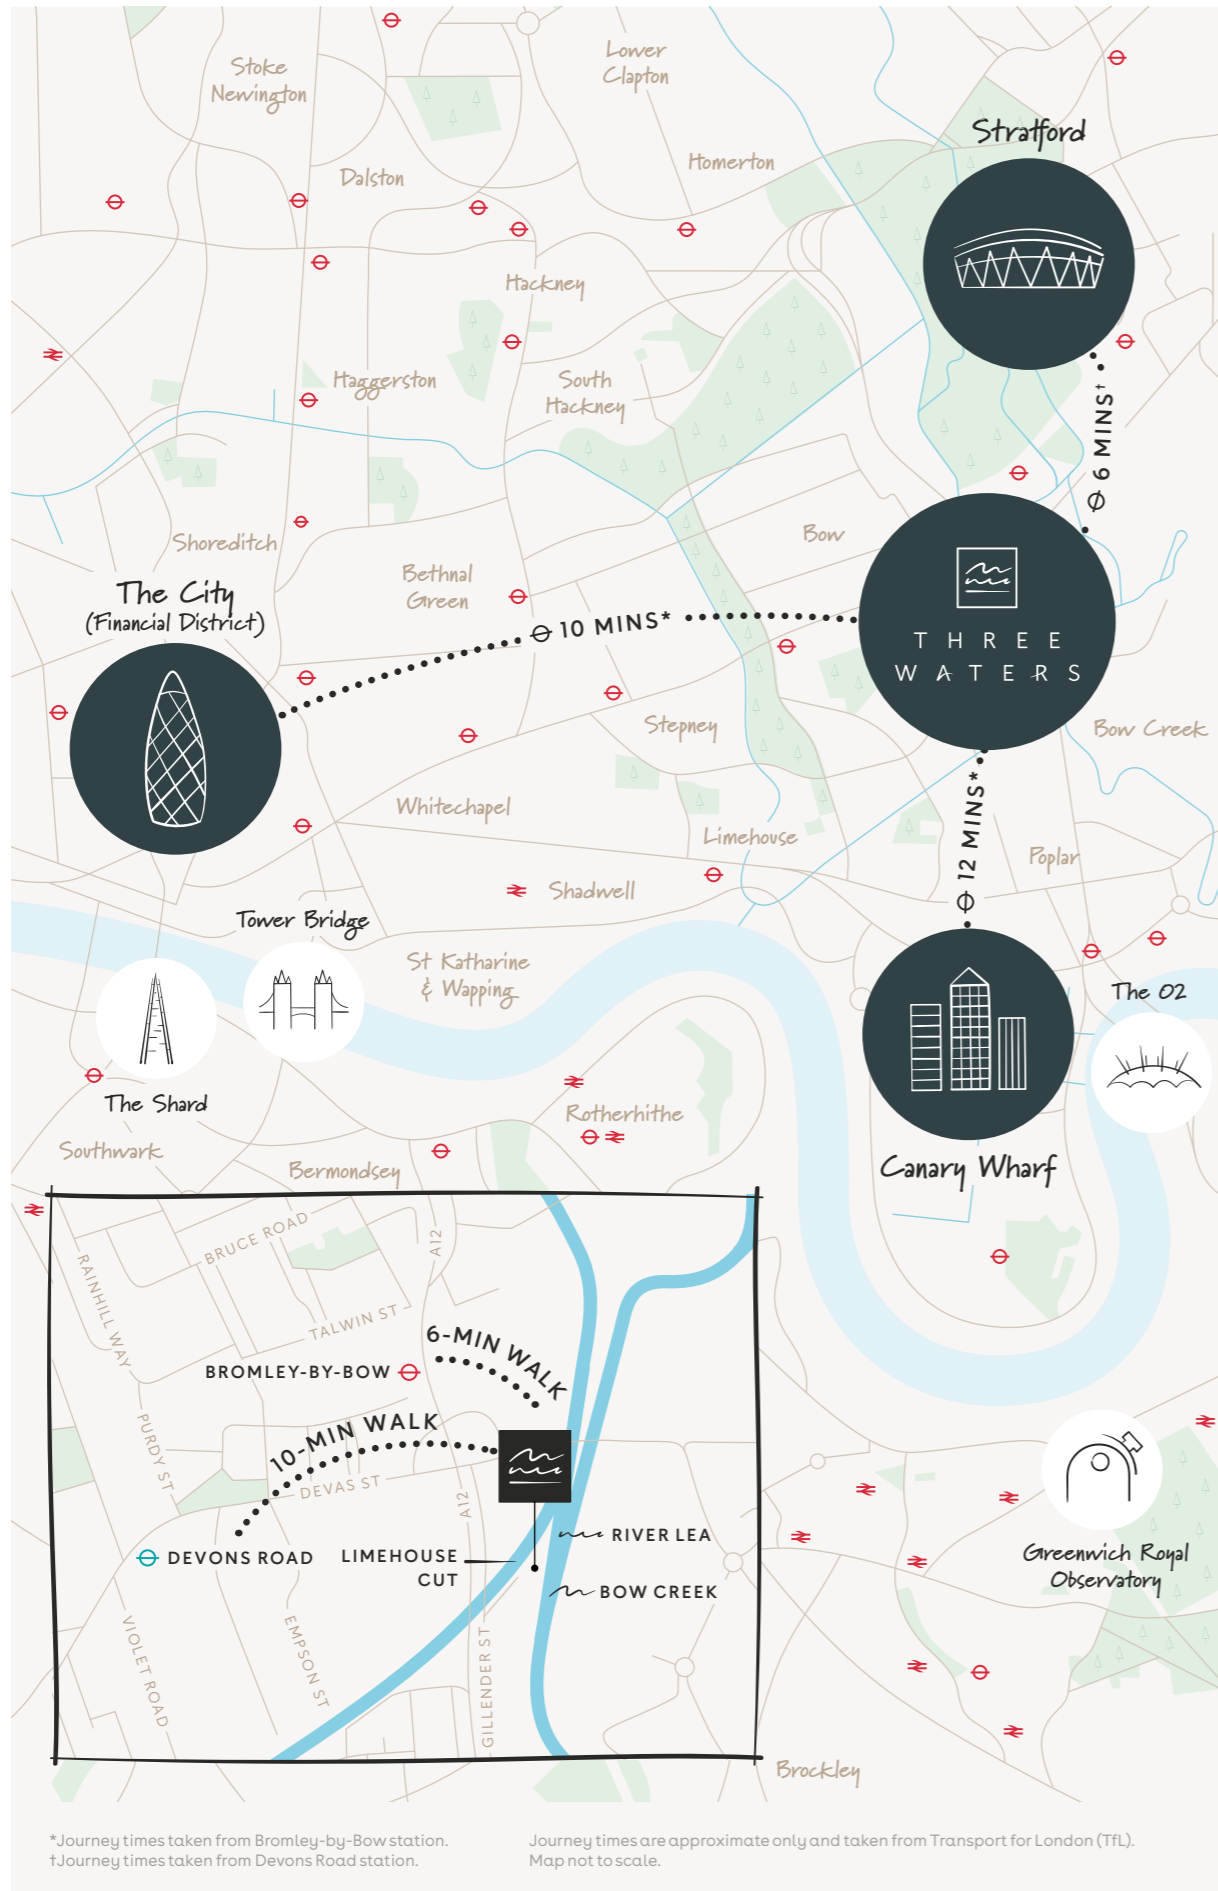 Stoke
Newington
Lower
Clapton
Stratford
Homerton
Dalston
Hackney
Haggerston
South
Hackney
6 MINS†
Shoreditch
Bow
Bethnal
Green
The City
(Financial District)
10 MINS*
THREE
WATERS
Stepney
Bow Creek
Whitechapel
12 MINS*
Limehouse
Poplar
Shadwell
Tower Bridge
St Katharine
& Wapping
The O2
The Shard
Rotherhithe
Southwark
Bermondsey
Canary Wharf
BRUCE ROAD
A12
RAINHILL WAY
TALWIN ST
6-MIN WALK
BROMLEY-BY-BOW
10-MIN WALK
PURDY ST
DEVAS ST
A12
RIVER LEA
DEVONS ROAD
LIMEHOUSE
CUT
BOW CREEK
VIOLET ROAD
EMPSON ST
GILLENDER ST
Greenwich Royal
Observatory
Brockley
*Journey times taken from Bromley-by-Bow station.
†Journey times taken from Devons Road station.
Journey times are approximate only and taken from Transport for London (TfL).
Map not to scale.